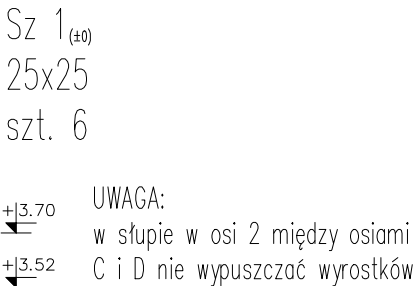 Sz 1(±0)
25x25
szt. 6
+3.70
UWAGA:
w słupie w osi 2 między osiami
+3.52
C i D nie wypuszczać wyrostków